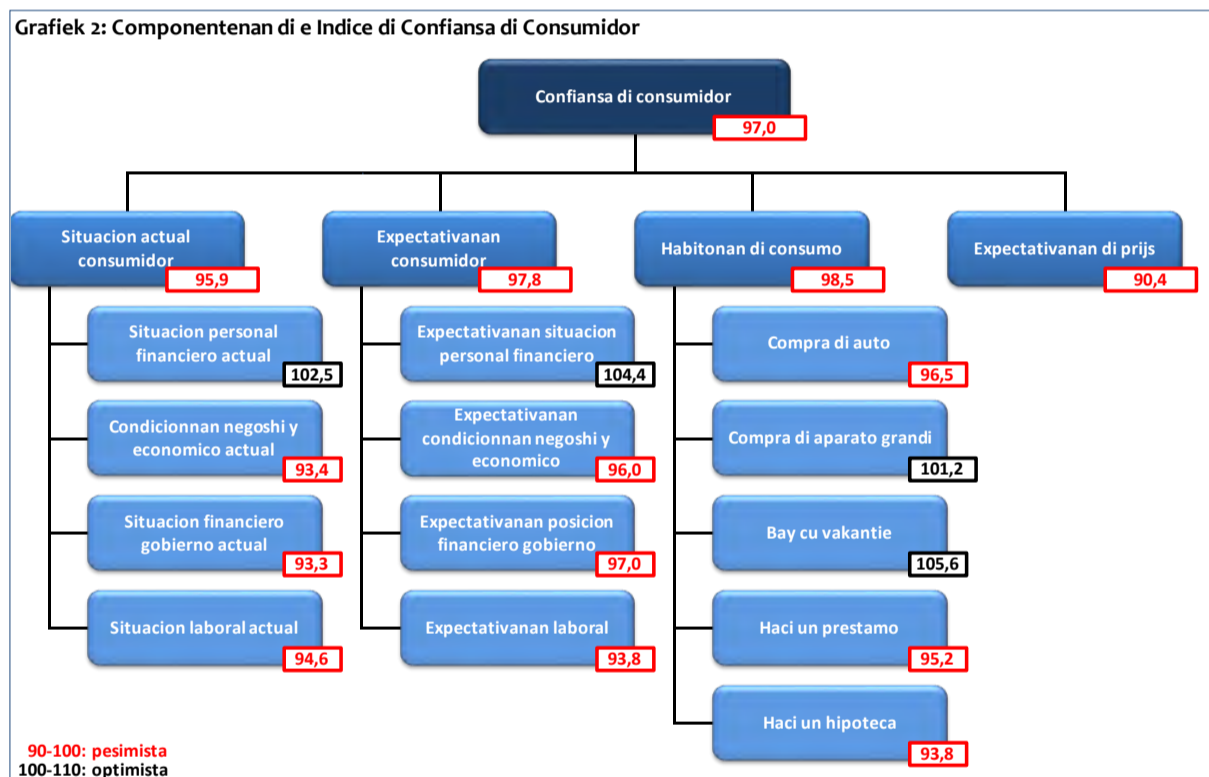 Grafiek 2: Componentenan di e Indice di Confiansa di Consumidor
Confiansa di consumidor
97,0
Situacion actual
consumidor
95,9
Situacion personal
financiero actual
102,5
Condicionnan negoshi y
economico actual
93,4
Situacion financiero
gobierno actual
93,3
Situacion laboral actual
94,6
Expectativanan
consumidor
97,8
Expectativanan situacion
personal financiero
104,4
Expectativanan
condicionnan negoshi y
economico
96,0
Expectativanan posicion
financiero gobierno
97,0
Expectativanan laboral
93,8
Habitonan di consumo
98,5
Compra di auto
96,5
Compra di aparato grandi
101,2
Bay cu vakantie
105,6
Haci un prestamo
95,2
Haci un hipoteca
93,8
Expectativanan di prijs
90,4
90-100: pesimista
100-110: optimista